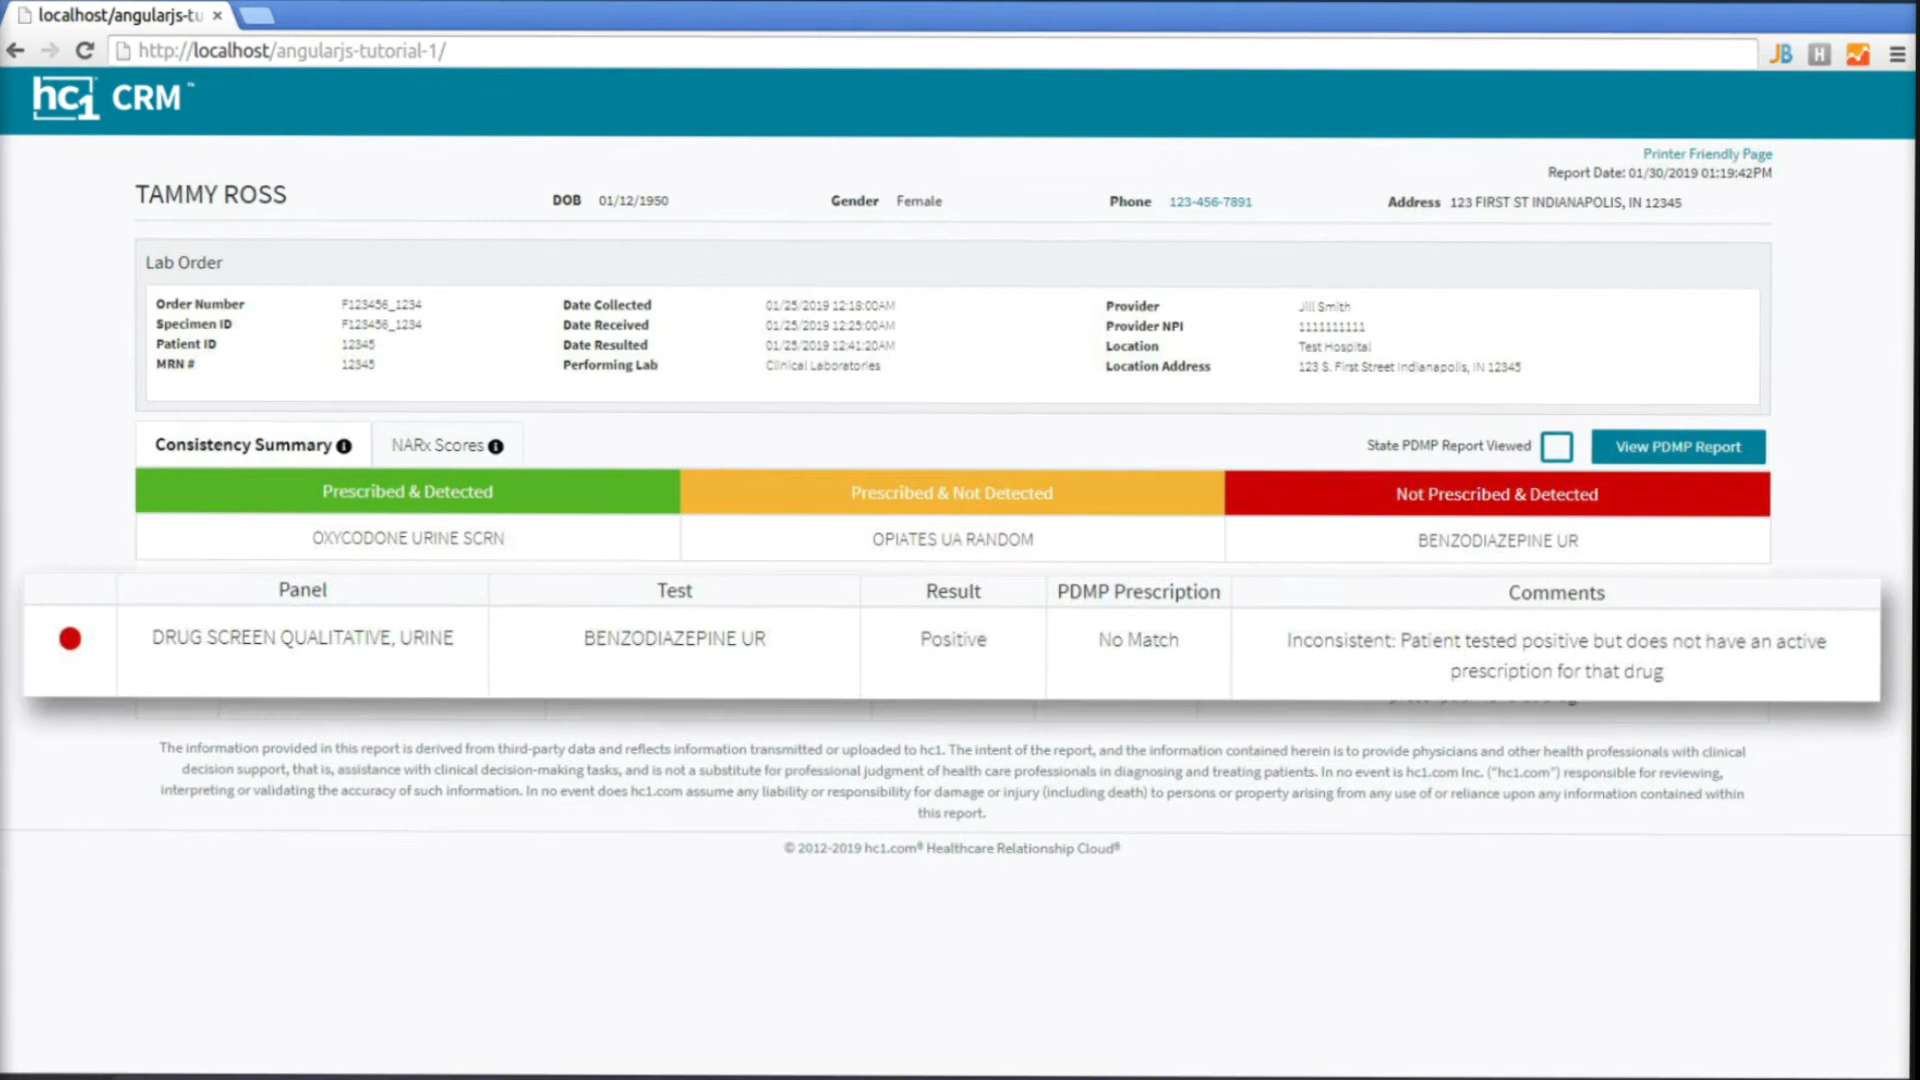 localhost/angularjs-tu ×
http://localhost/angularjs-tutorial-1/
JB H
hc1 CRM™
Printer Friendly Page
Report Date: 01/30/2019 01:19:42PM
TAMMY ROSS DOB 01/12/1950 Gender Female Phone 123-456-7891 Address 123 FIRST ST INDIANAPOLIS, IN 12345
Lab Order
Order Number F123456_1234 Date Collected 01/25/2019 12:18:00AM Provider Jill Smith
Specimen ID F123456_1234 Date Received 01/25/2019 12:25:00AM Provider NPI 1111111111
Patient ID 12345 Date Resulted 01/25/2019 12:41:20AM Location Test Hospital
MRN # 12345 Performing Lab Clinical Laboratories Location Address 123 S. First Street Indianapolis, IN 12345
Consistency Summary NARx Scores State PDMP Report Viewed View PDMP Report
Prescribed & Detected Prescribed & Not Detected Not Prescribed & Detected
OXYCODONE URINE SCRN OPIATES UA RANDOM BENZODIAZEPINE UR
Panel Test Result PDMP Prescription Comments
DRUG SCREEN QUALITATIVE, URINE BENZODIAZEPINE UR Positive No Match Inconsistent: Patient tested positive but does not have an active
prescription for that drug
The information provided in this report is derived from third-party data and reflects information transmitted or uploaded to hc1. The intent of the report, and the information contained herein is to provide physicians and other health professionals with clinical
decision support, that is, assistance with clinical decision-making tasks, and is not a substitute for professional judgment of health care professionals in diagnosing and treating patients. In no event is hc1.com Inc. ("hc1.com") responsible for reviewing,
interpreting or validating the accuracy of such information. In no event does hc1.com assume any liability or responsibility for damage or injury (including death) to persons or property arising from any use of or reliance upon any information contained within
this report.
© 2012-2019 hc1.com® Healthcare Relationship Cloud®